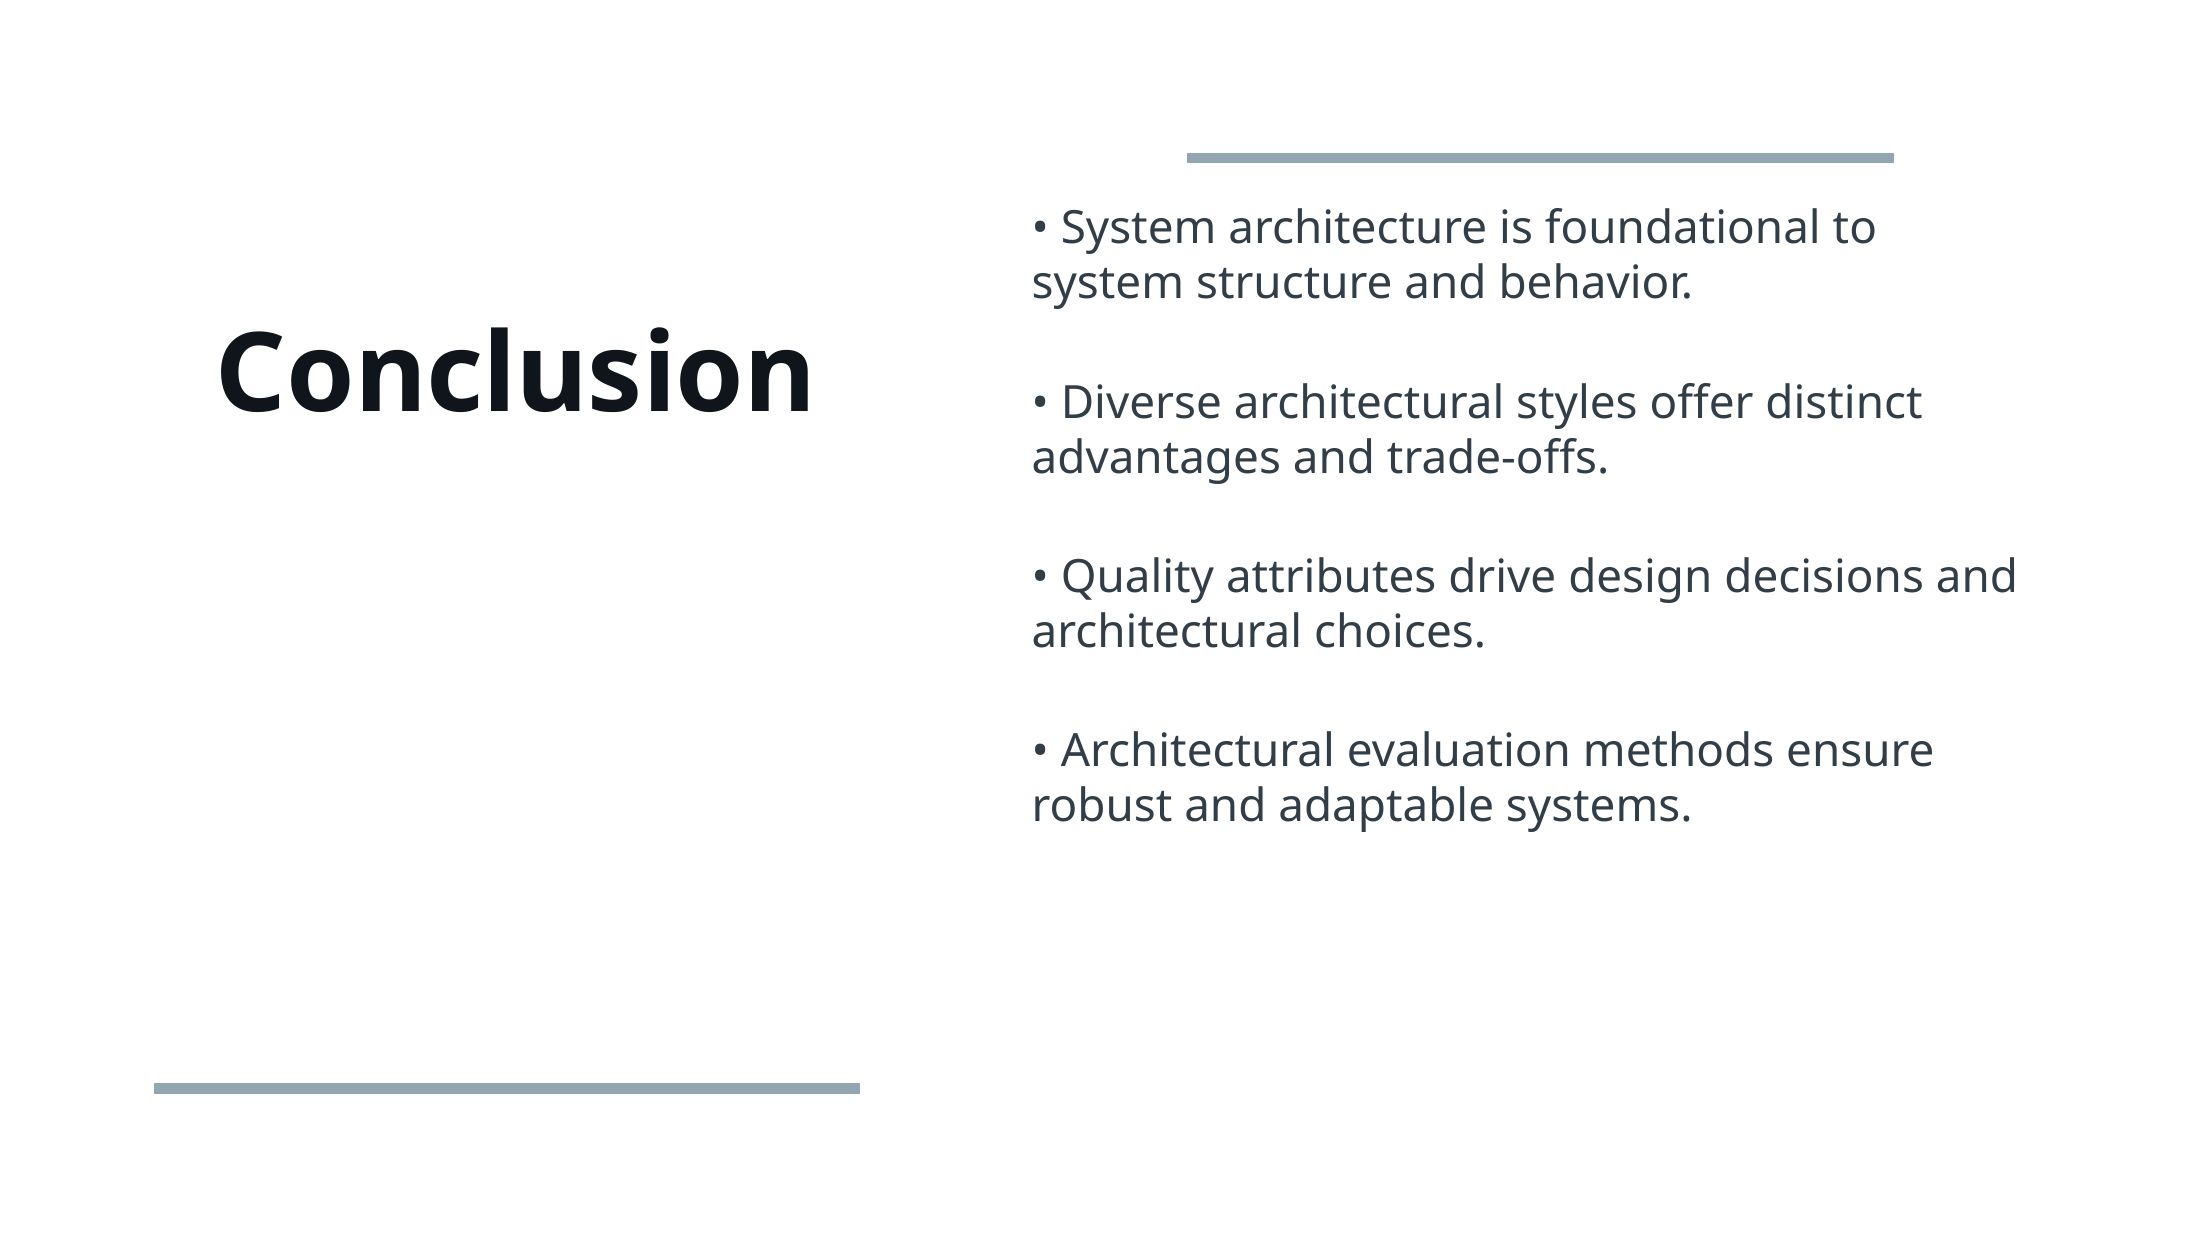 Conclusion
• System architecture is foundational to
system structure and behavior.
• Diverse architectural styles offer distinct
advantages and trade-offs.
• Quality attributes drive design decisions and
architectural choices.
• Architectural evaluation methods ensure
robust and adaptable systems.